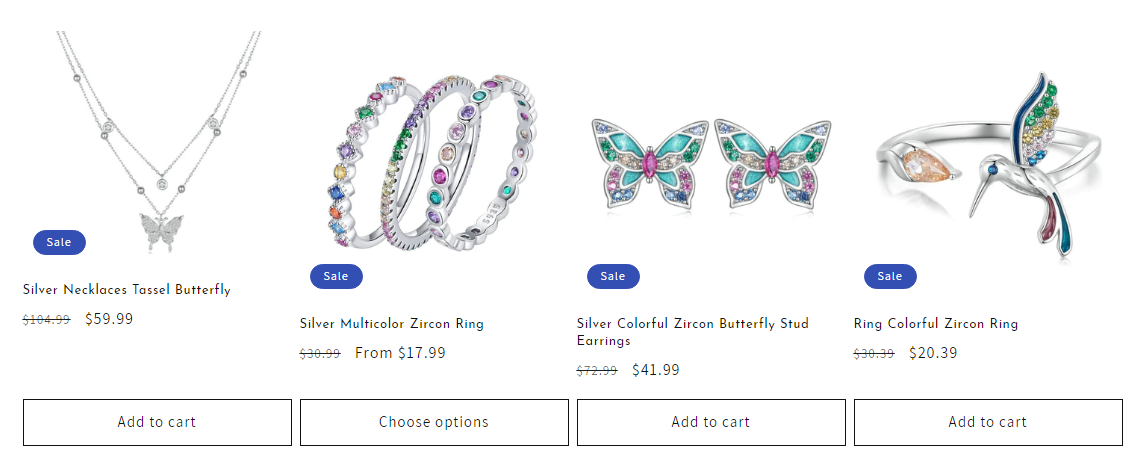 Sale
Silver Necklaces Tassel Butterfly
$104.99 $59.99
Add to cart
Sale
Silver Multicolor Zircon Ring
$30.99 From $17.99
Choose options
Sale
Silver Colorful Zircon Butterfly Stud
Earrings
$72.99 $41.99
Add to cart
Sale
Ring Colorful Zircon Ring
$30.39 $20.39
Add to cart